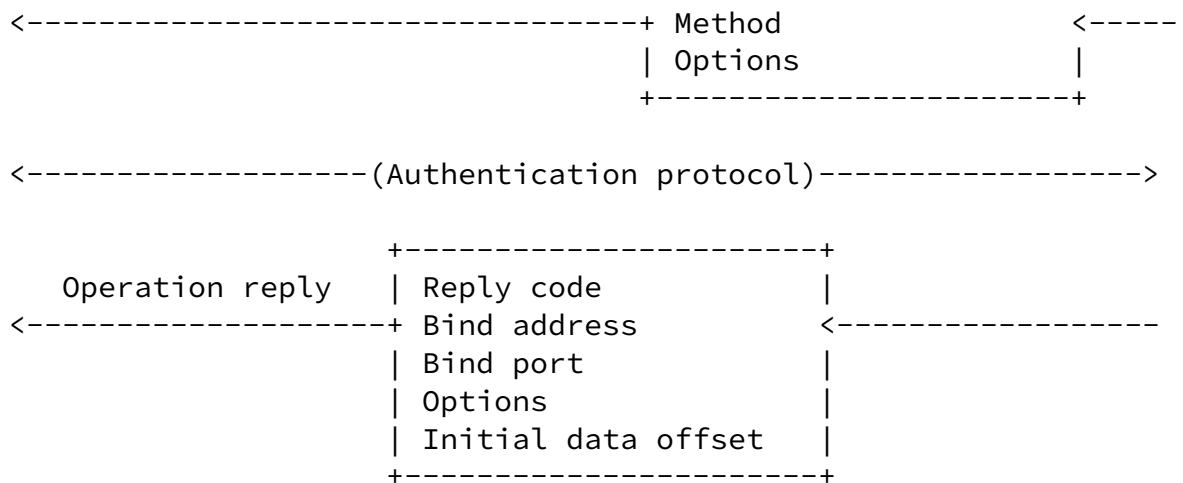 <-----------------------------------+ Method <-----
| Options |
+-----------------------+
<-------------------(Authentication protocol)------------------>
+-----------------------+
Operation reply | Reply code |
<--------------------+ Bind address <------------------
| Bind port |
| Options |
| Initial data offset |
+-----------------------+